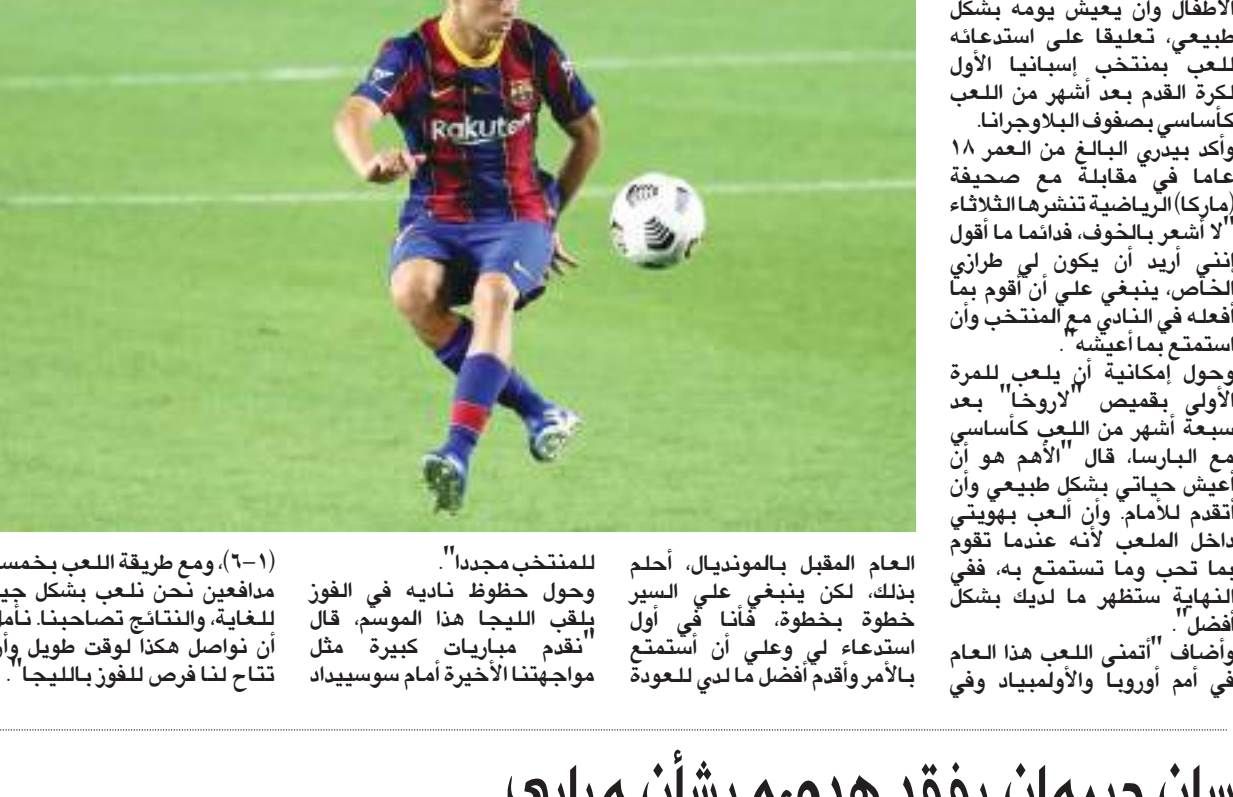 الأطفال وأن يعيش يومه بشكل
طبيعي، تعليقا على استدعائه
للعب بمنتخب إسبانيا الأول
لكرة القدم بعد أشهر من اللعب
كأساسي بصفوف البلاوجرانا.
وأكد بيدري البالغ من العمر ١٨
عاما في مقابلة مع صحيفة
(ماركا) الرياضية تنشرها الثلاثاء
"لا أشعر بالخوف، فدائما ما أقول
إنني أريد أن يكون لي طرازي
الخاص، ينبغي علي أن أقوم بما
أفعله في النادي مع المنتخب وأن
استمتع بما أعيشه".
وحول إمكانية أن يلعب للمرة
الأولى بقميص "لاروخا" بعد
سبعة أشهر من اللعب كأساسي
مع البارسا، قال "الأهم هو أن
أعيش حياتي بشكل طبيعي وأن
أتقدم للأمام. وأن ألعب بهويتي
داخل الملعب لأنه عندما تقوم
بما تحب وما تستمتع به، ففي
النهاية ستظهر ما لديك بشكل
أفضل".
وأضاف "أتمنى اللعب هذا العام
في أمم أوروبا والأولمبياد وفي
العام المقبل بالمونديال، أحلم
بذلك، لكن ينبغي علي السير
خطوة بخطوة، فأنا في أول
استدعاء لي وعلي أن أستمتع
بالأمر وأقدم أفضل ما لدي للعودة
للمنتخب مجددا".
وحول حظوظ ناديه في الفوز
بلقب الليجا هذا الموسم، قال
"نقدم مباريات كبيرة مثل
مواجهتنا الأخيرة أمام سوسييداد
(١-٦)، ومع طريقة اللعب بخمسة
مدافعين نحن نلعب بشكل جيد
للغاية، والنتائج تصاحبنا. نأمل
أن نواصل هكذا لوقت طويل وأن
تتاح لنا فرص للفوز بالليجا".
Rakuten
سان جيرمان يفقد هدوءه بشأن مبابي